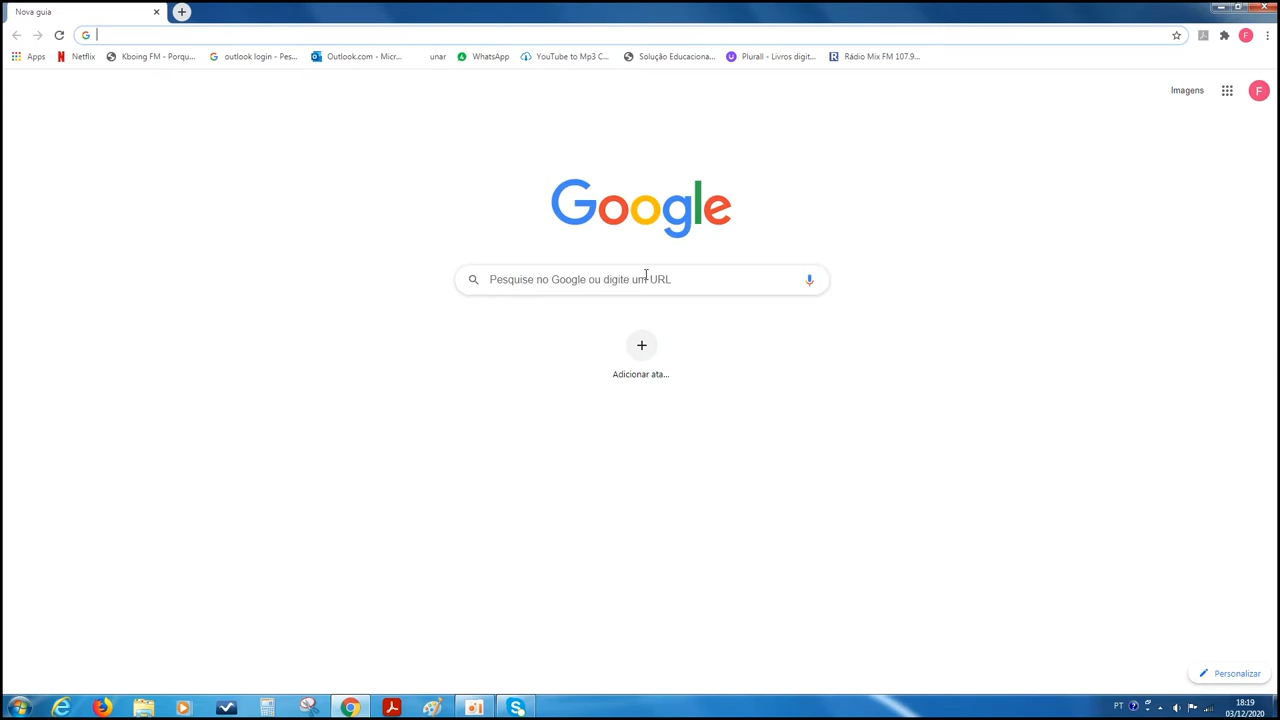 Nova guia
Apps
Netflix
Kboing FM - Porqu...
outlook login - Pes...
Outlook.com - Micr...
unar
WhatsApp
YouTube to Mp3 C...
Solução Educaciona...
Plurall - Livros digit...
Rádio Mix FM 107.9...
F
Imagens
F
Google
Pesquise no Google ou digite um URL
Adicionar ata...
Personalizar
PT
18:19
03/12/2020